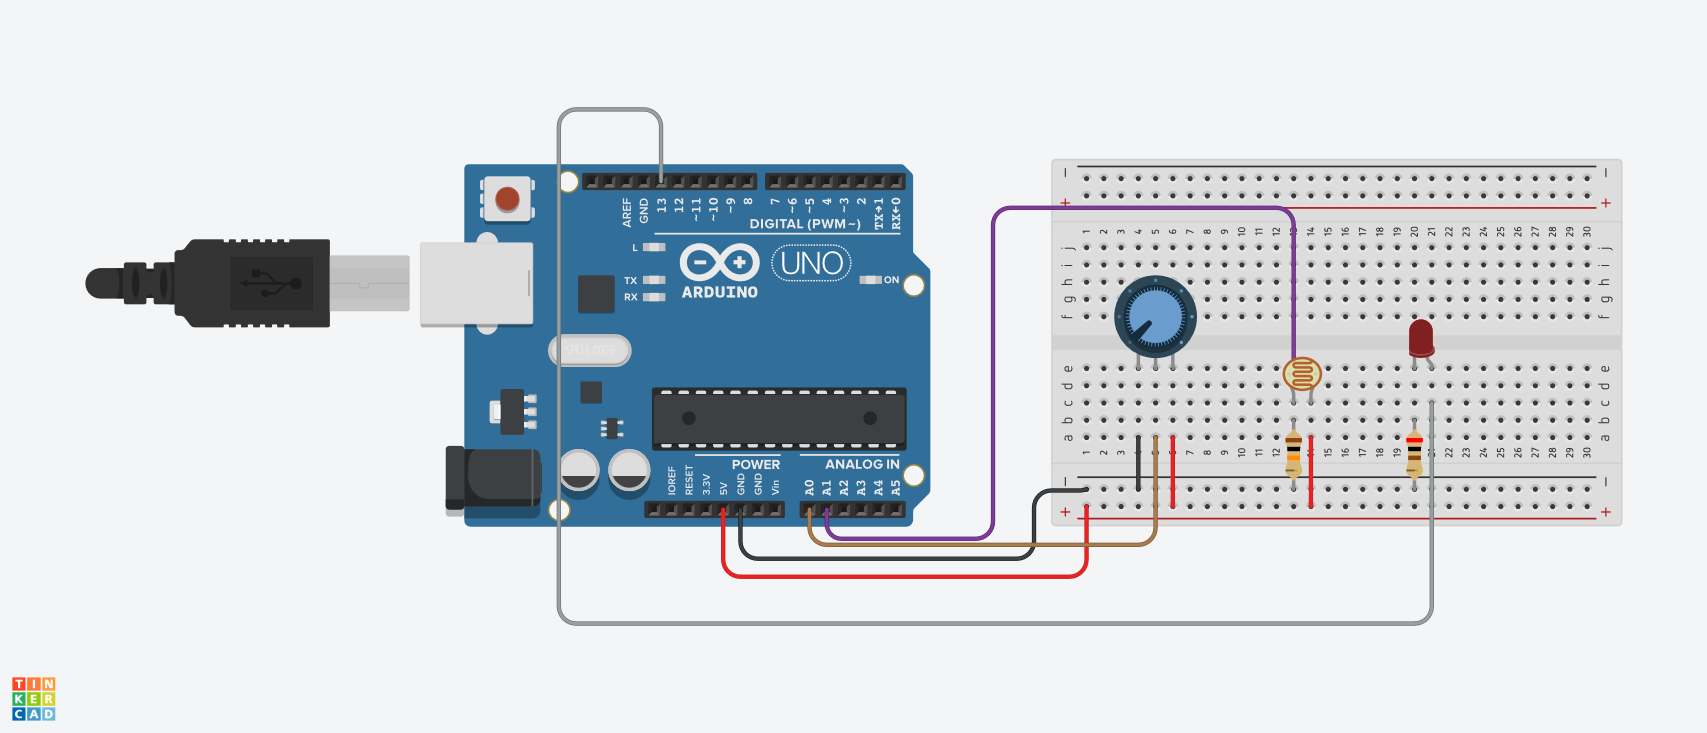 - -
+ +
1 2 3 4 5 6 7 8 9 10 11 12 13 14 15 16 17 18 19 20 21 22 23 24 25 26 27 28 29 30
j j
i i
h h
g g
f f
e e
d d
c c
b b
a a
1 2 3 4 5 6 7 8 9 10 11 12 13 14 15 16 17 18 19 20 21 22 23 24 25 26 27 28 29 30
- -
+ +
AREF
GND
13
12
~11
~10
~9
8
7
~6
~5
4
~3
2
TX→1
RX←0
DIGITAL (PWM~)
L
TX
RX
UNO
ON
ARDUINO
POWER
ANALOG IN
IOREF
RESET
3.3V
5V
GND
GND
Vin
A0
A1
A2
A3
A4
A5
TIN
KER
CAD